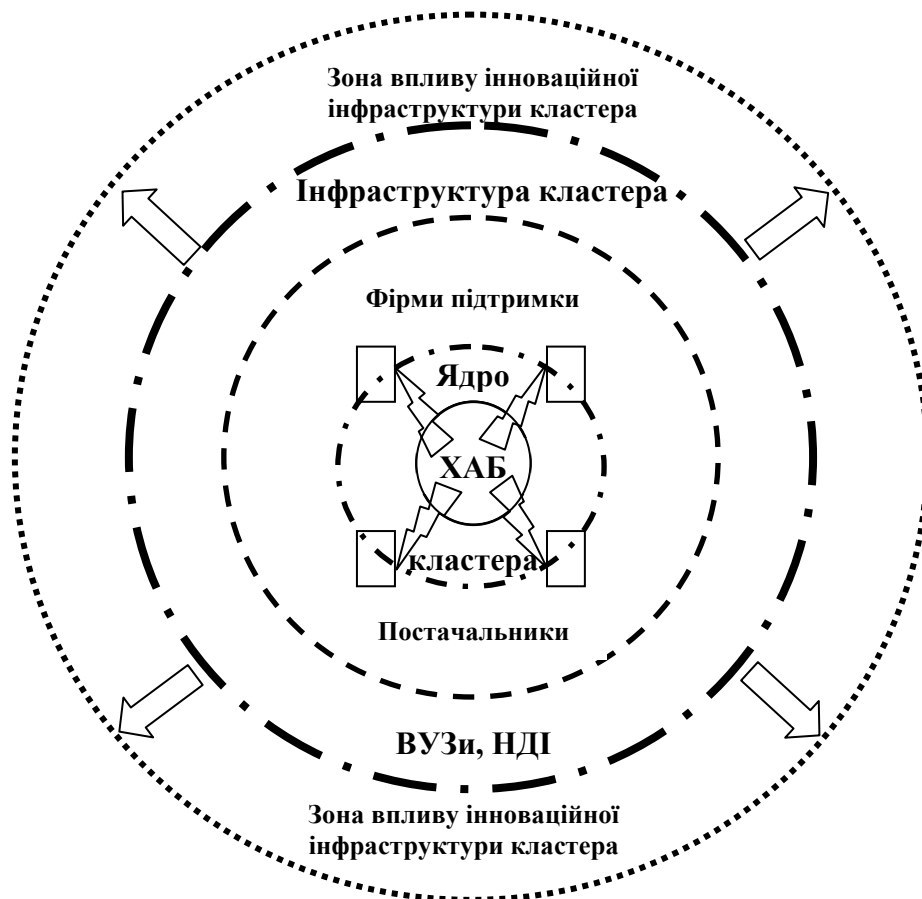 Зона впливу інноваційної
інфраструктури кластера
Інфраструктура кластера
Фірми підтримки
Ядро
ХАБ
кластера
Постачальники
ВУЗи, НДІ
Зона впливу інноваційної
інфраструктури кластера